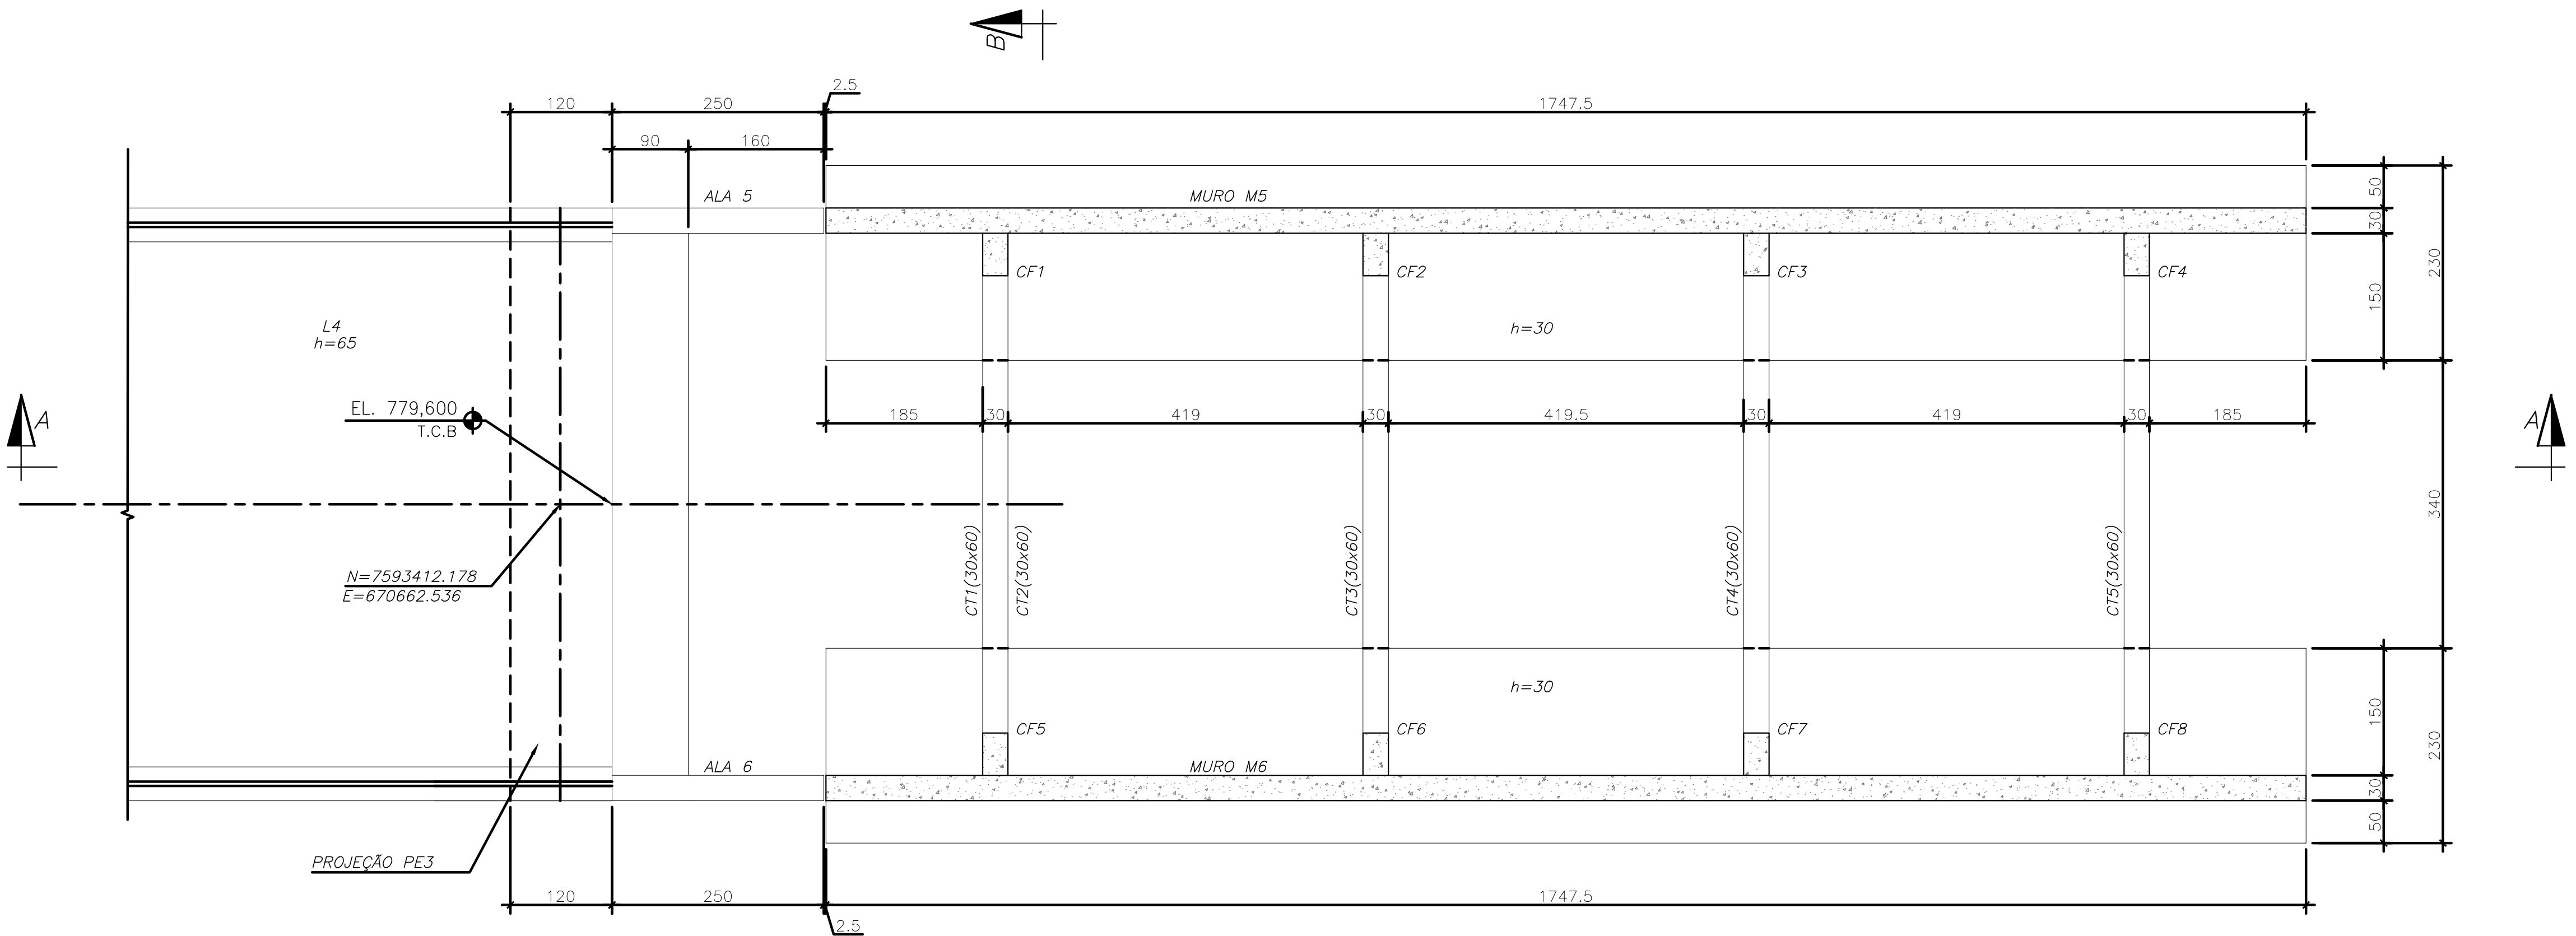 B
2.5
120
250
1747.5
90
160
ALA 5
MURO M5
50
30
150
230
CF1
CF2
CF3
CF4
L4
h=65
h=30
EL. 779,600
T.C.B
A
A
185
30
419
30
419.5
30
419
30
185
340
CT1(30x60)
CT2(30x60)
CT3(30x60)
CT4(30x60)
CT5(30x60)
N=7593412.178
E=670662.536
h=30
CF5
CF6
CF7
CF8
150
30
50
230
ALA 6
MURO M6
PROJEÇÃO PE3
120
250
1747.5
2.5